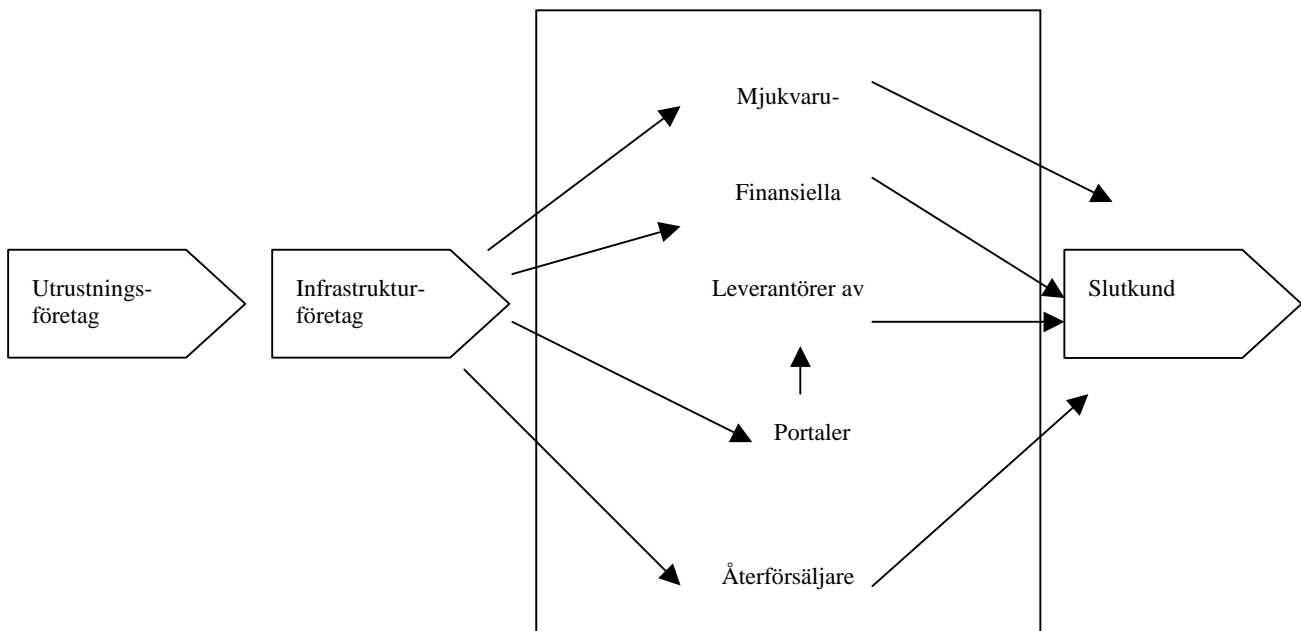 Utrustnings-
företag
Infrastruktur-
företag
Mjukvaru-
Finansiella
Leverantörer av
Portaler
Återförsäljare
Slutkund